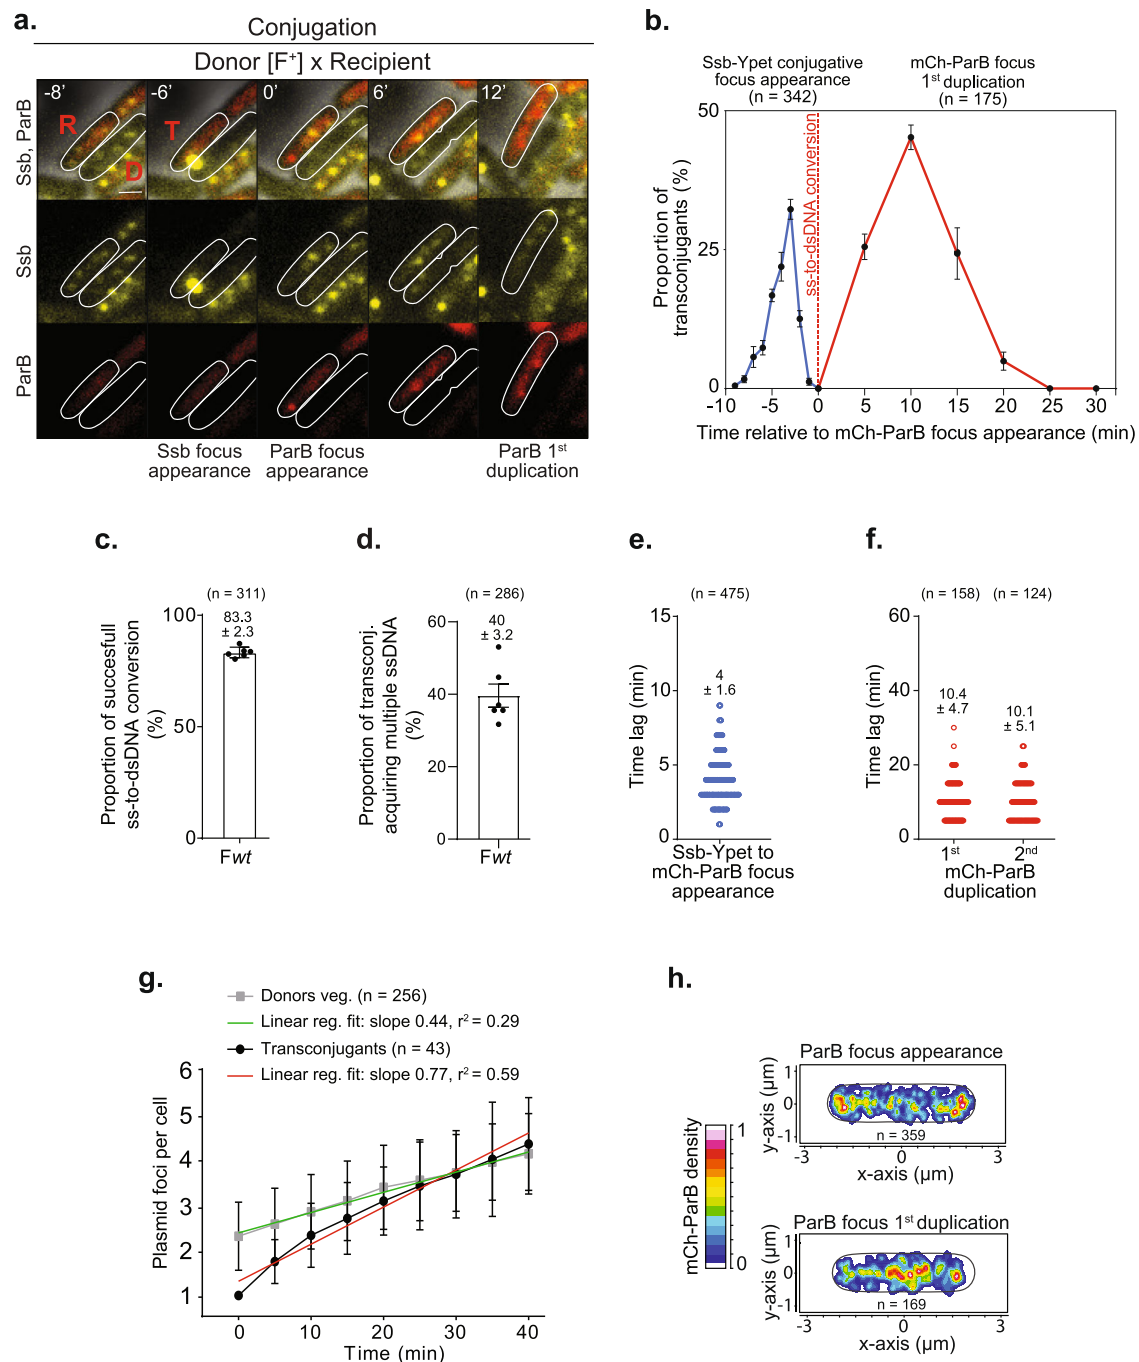 a.
Conjugation
Donor [F+] x Recipient
-8’
-6’
0’
6’
12’
R
T
D
Ssb, ParB
Ssb
ParB
Ssb focus
appearance
ParB focus
appearance
ParB 1st
duplication
b.
Ssb-Ypet conjugative
focus appearance
(n = 342)
mCh-ParB focus
1st duplication
(n = 175)
ss-to-dsDNA conversion
Proportion of
transconjugants (%)
50
25
0
-10
-5
0
5
10
15
20
25
30
Time relative to mCh-ParB focus appearance (min)
c.
(n = 311)
83.3
± 2.3
Proportion of succesfull
ss-to-dsDNA conversion
(%)
100
50
0
Fwt
d.
(n = 286)
40
± 3.2
Proportion of transconj.
acquiring multiple ssDNA
(%)
60
40
20
0
Fwt
e.
(n = 475)
4
± 1.6
Time lag (min)
15
10
5
0
Ssb-Ypet to
mCh-ParB focus
appearance
f.
(n = 158)
(n = 124)
10.4
± 4.7
10.1
± 5.1
Time lag (min)
60
40
20
0
1st
2nd
mCh-ParB
duplication
g.
Donors veg. (n = 256)
Linear reg. fit: slope 0.44, r2 = 0.29
Transconjugants (n = 43)
Linear reg. fit: slope 0.77, r2 = 0.59
Plasmid foci per cell
6
5
4
3
2
1
0
10
20
30
40
Time (min)
h.
mCh-ParB density
1
0
ParB focus appearance
y-axis (µm)
1
0
-1
n = 359
-3
0
3
x-axis (µm)
ParB focus 1st duplication
y-axis (µm)
1
0
-1
n = 169
-3
0
3
x-axis (µm)